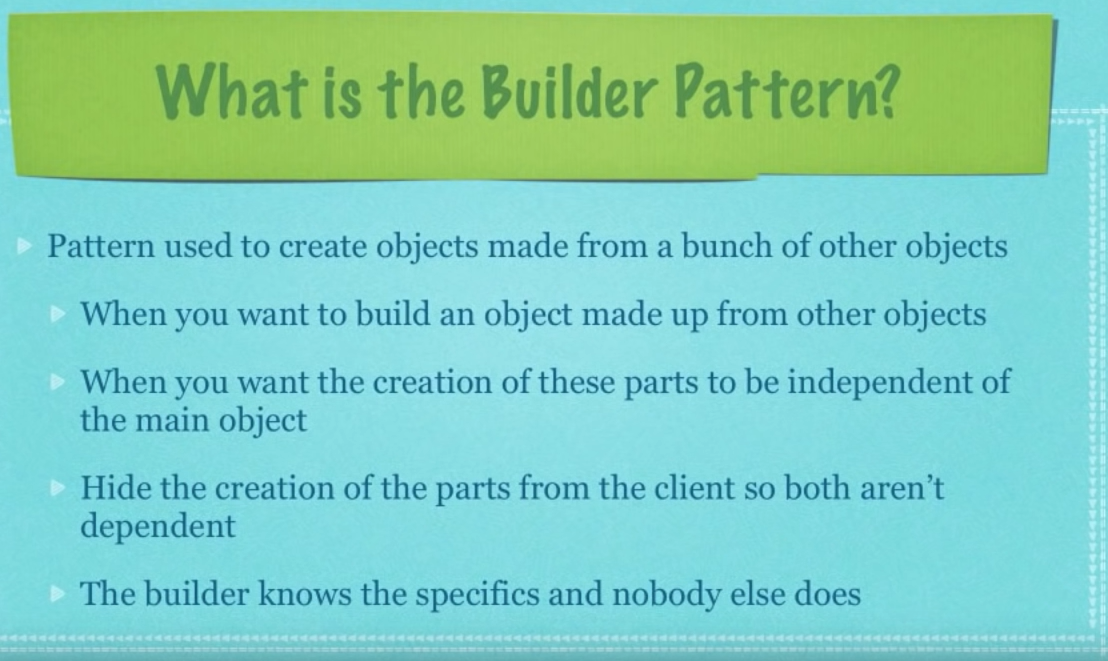 What is the Builder Pattern?
Pattern used to create objects made from a bunch of other objects
When you want to build an object made up from other objects
When you want the creation of these parts to be independent of
the main object
Hide the creation of the parts from the client so both aren’t
dependent
The builder knows the specifics and nobody else does